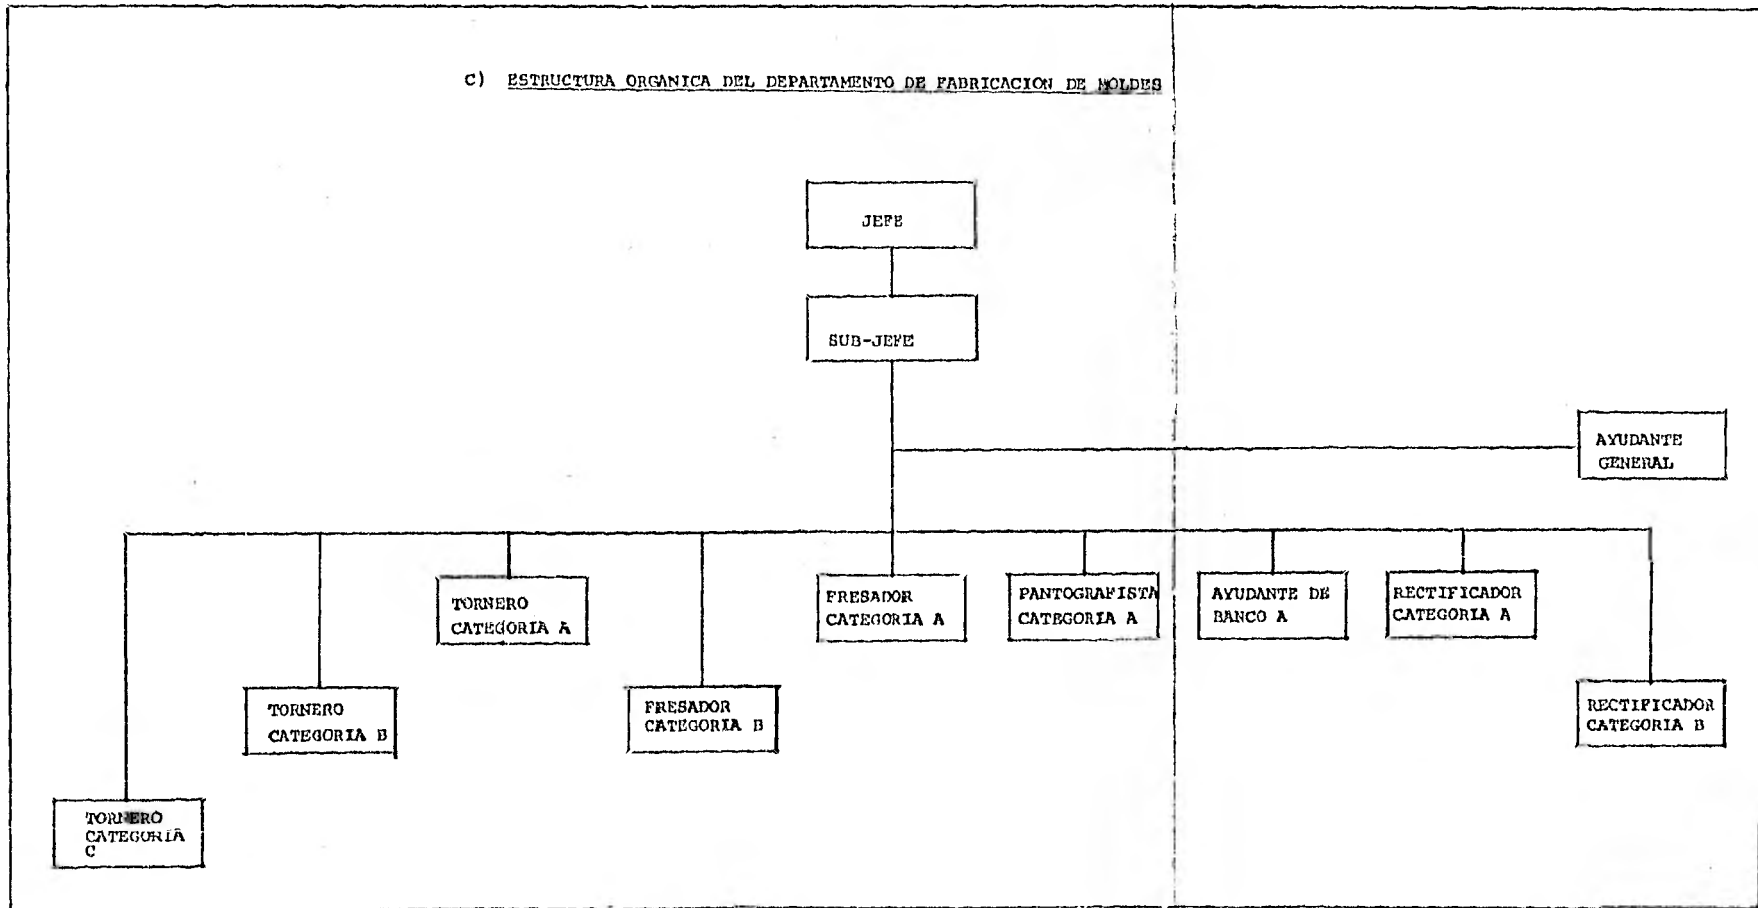 C) ESTRUCTURA ORGANICA DEL DEPARTAMENTO DE FABRICACION DE MOLDES
JEFE
SUB-JEFE
AYUDANTE
GENERAL
TORNERO
CATEGORIA A
FRESADOR
CATEGORIA A
PANTOGRAFISTA
CATEGORIA A
AYUDANTE DE
BANCO A
RECTIFICADOR
CATEGORIA A
TORNERO
CATEGORIA B
FRESADOR
CATEGORIA B
RECTIFICADOR
CATEGORIA B
TORNERO
CATEGORIA
C